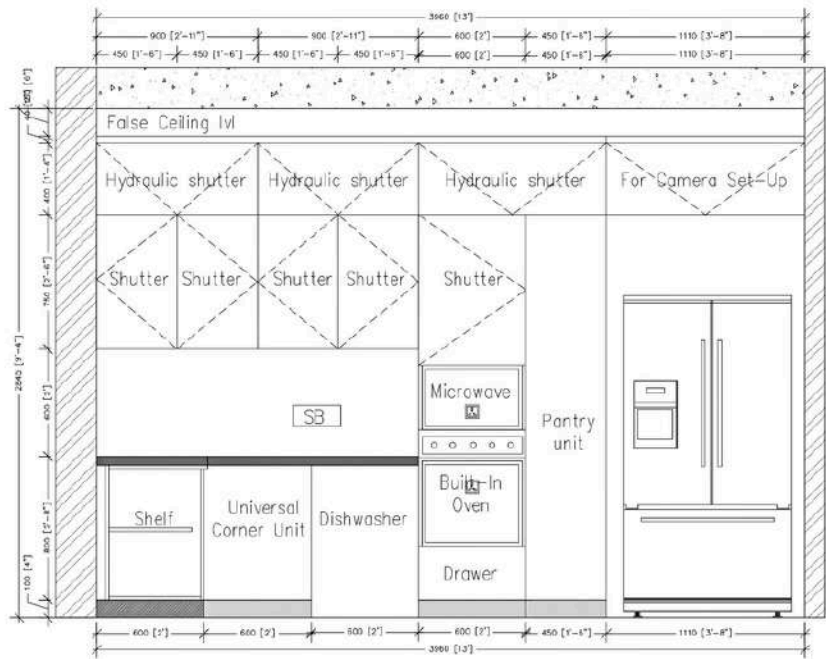 3960 [13']
900 [2'-11"]
900 [2'-11"]
600 [2']
450 [1'-6"]
1110 [3'-8"]
450 [1'-6"]
450 [1'-6"]
450 [1'-6"]
450 [1'-6"]
600 [2']
450 [1'-6"]
1110 [3'-8"]
False Ceiling lvl
400 [1'-4"]
Hydraulic shutter
Hydraulic shutter
Hydraulic shutter
For Camera Set-Up
750 [2'-6"]
Shutter
Shutter
Shutter
Shutter
Shutter
2840 [9'-4"]
600 [2']
SB
Microwave
Pantry
unit
800 [2'-8"]
Shelf
Universal
Corner Unit
Dishwasher
Built-In
Oven
Drawer
100 [4"]
600 [2']
600 [2']
600 [2']
600 [2']
450 [1'-6"]
1110 [3'-8"]
3960 [13']